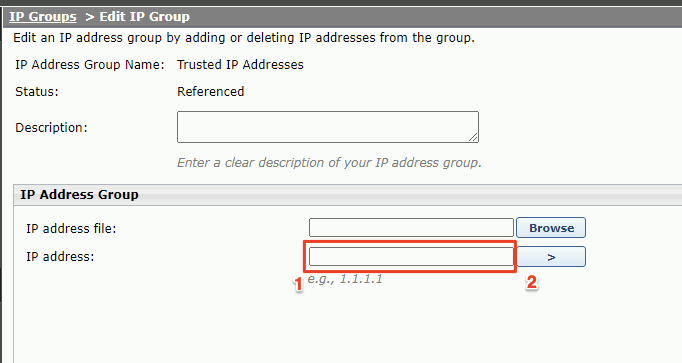 IP Groups > Edit IP Group
Edit an IP address group by adding or deleting IP addresses from the group.
IP Address Group Name: Trusted IP Addresses
Status: Referenced
Description:
Enter a clear description of your IP address group.
IP Address Group
IP address file: Browse
IP address: >
1 e.g., 1.1.1.1 2